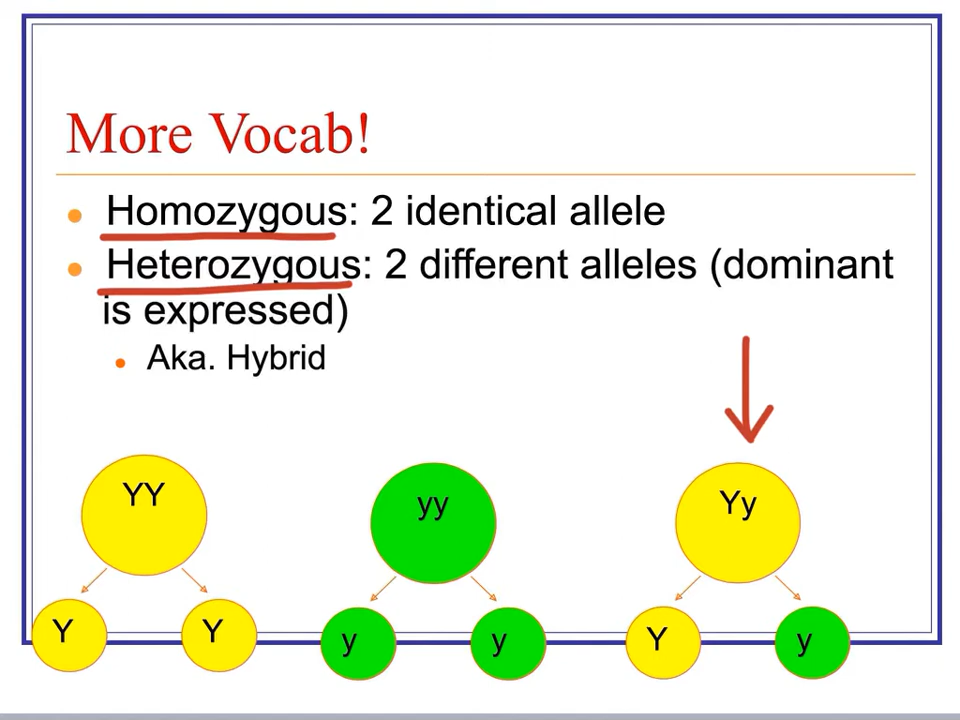 More Vocab!
Homozygous: 2 identical allele
Heterozygous: 2 different alleles (dominant
is expressed)
Aka. Hybrid
YY
yy
Yy
Y
Y
y
y
Y
y